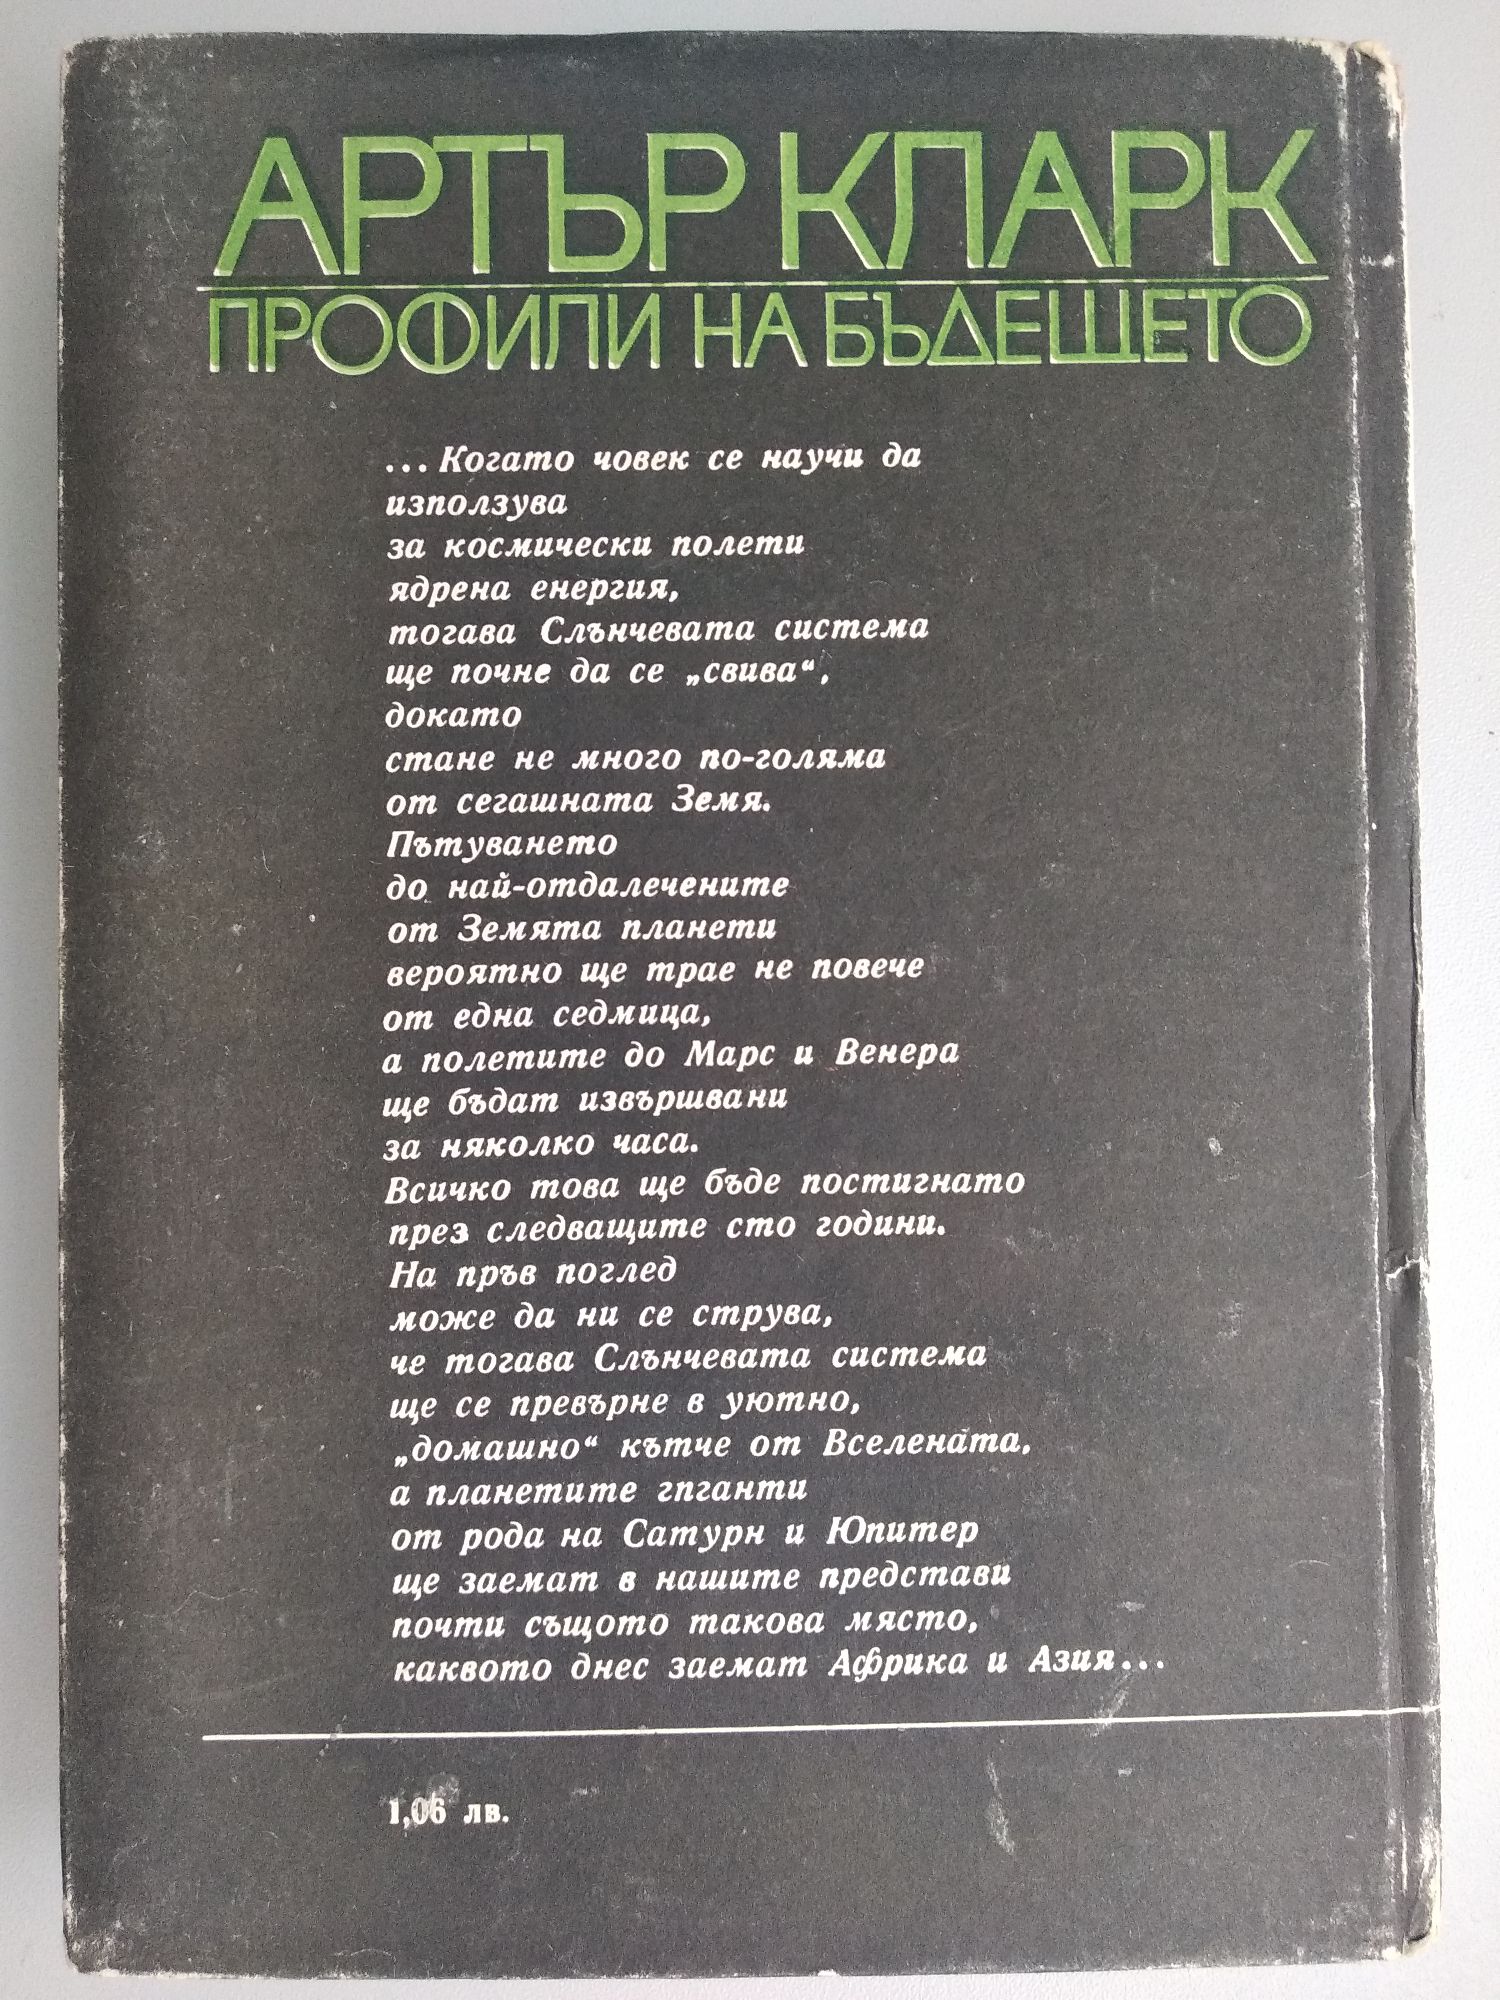 АРТЪР КЛАРК
ПРОФИЛИ НА БЪДЕЩЕТО
...Когато човек се научи да
използува
за космически полети
ядрена енергия,
тогава Слънчевата система
ще почне да се „свива“,
докато
стане не много по-голяма
от сегашната Земя.
Пътуването
до най-отдалечените
от Земята планети
вероятно ще трае не повече
от една седмица,
а полетите до Марс и Венера
ще бъдат извършвани
за няколко часа.
Всичко това ще бъде постигнато
през следващите сто години.
На пръв поглед
може да ни се струва,
че тогава Слънчевата система
ще се превърне в уютно,
„домашно“ кътче от Вселената,
а планетите гпганти
от рода на Сатурн и Юпитер
ще заемат в нашите представи
почти същото такова място,
каквото днес заемат Африка и Азия...
1,06 лв.